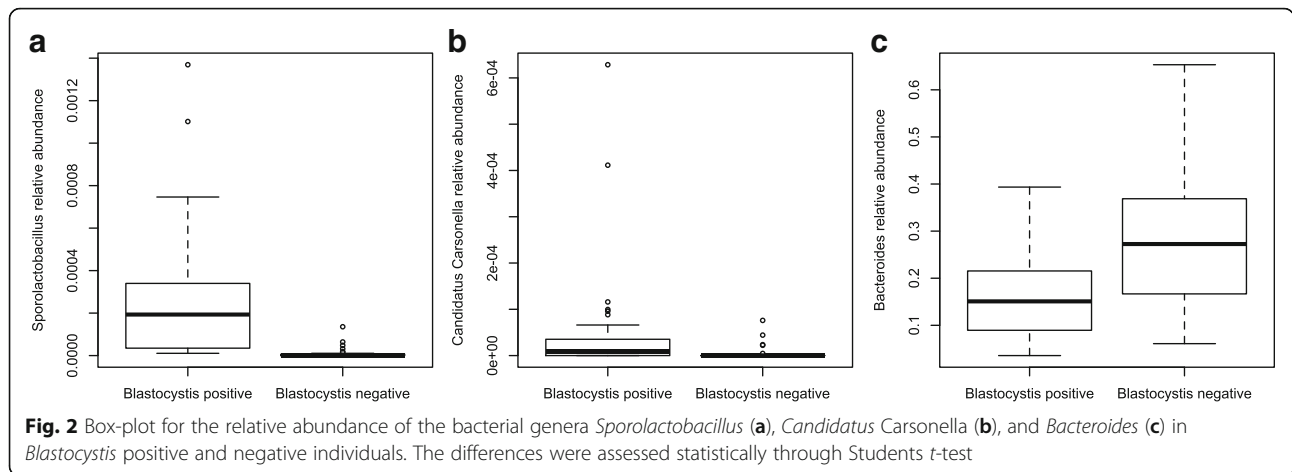 a
b
c
Sporolactobacillus relative abundance
0.0000
0.0004
0.0008
0.0012
Blastocystis positive
Blastocystis negative
Candidatus Carsonella relative abundance
0e+00
2e-04
4e-04
6e-04
Blastocystis positive
Blastocystis negative
Bacteroides relative abundance
0.1
0.2
0.3
0.4
0.5
0.6
Blastocystis positive
Blastocystis negative
Fig. 2 Box-plot for the relative abundance of the bacterial genera Sporolactobacillus (a), Candidatus Carsonella (b), and Bacteroides (c) in
Blastocystis positive and negative individuals. The differences were assessed statistically through Students t-test